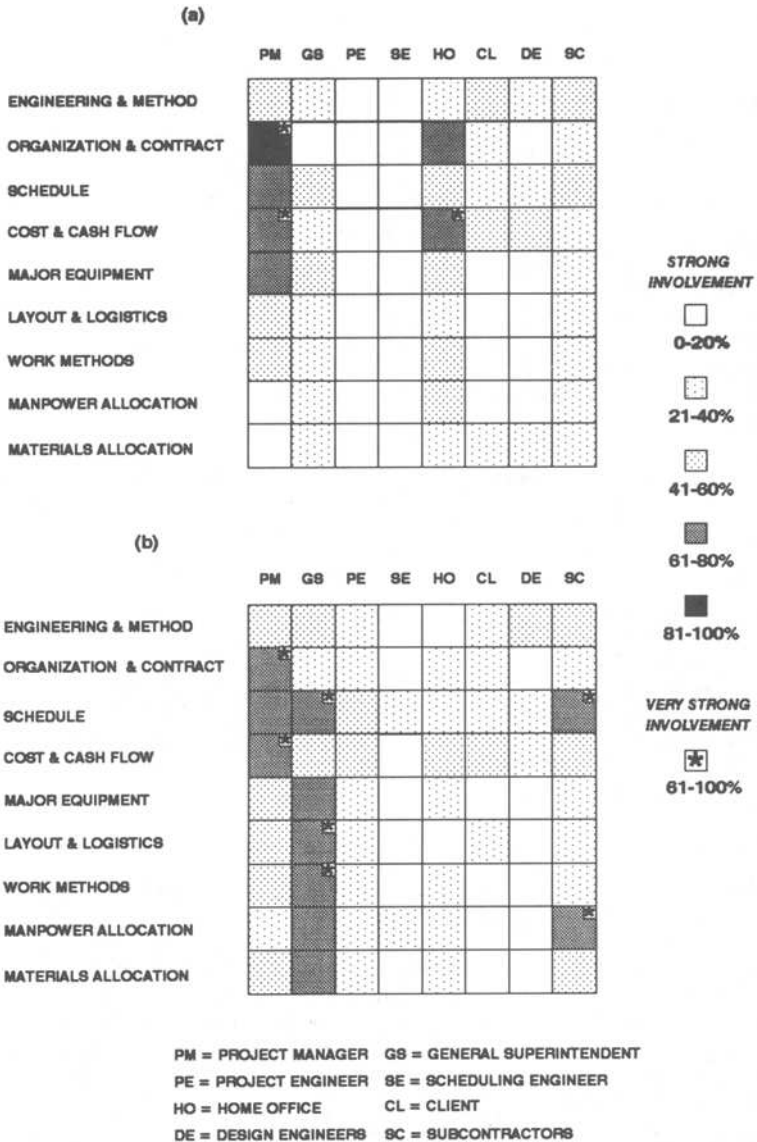 (a)
PM GS PE SE HO CL DE SC
ENGINEERING & METHOD
ORGANIZATION & CONTRACT
SCHEDULE
COST & CASH FLOW
MAJOR EQUIPMENT
LAYOUT & LOGISTICS
WORK METHODS
MANPOWER ALLOCATION
MATERIALS ALLOCATION
STRONG
INVOLVEMENT
0-20%
21-40%
41-60%
61-80%
81-100%
VERY STRONG
INVOLVEMENT
61-100%
(b)
PM GS PE SE HO CL DE SC
ENGINEERING & METHOD
ORGANIZATION & CONTRACT
SCHEDULE
COST & CASH FLOW
MAJOR EQUIPMENT
LAYOUT & LOGISTICS
WORK METHODS
MANPOWER ALLOCATION
MATERIALS ALLOCATION
PM = PROJECT MANAGER GS = GENERAL SUPERINTENDENT
PE = PROJECT ENGINEER SE = SCHEDULING ENGINEER
HO = HOME OFFICE CL = CLIENT
DE = DESIGN ENGINEERS SC = SUBCONTRACTORS